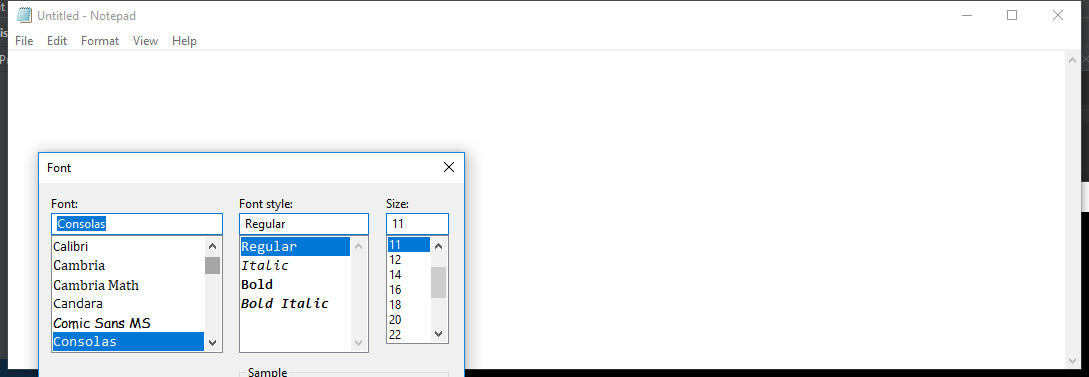 Untitled - Notepad
File Edit Format View Help
Font
Font: Font style: Size:
Consolas Regular 11
Calibri Regular 11
Cambria Italic 12
Cambria Math Bold 14
Candara Bold Italic 16
Comic Sans MS 18
Consolas 20
22
Sample